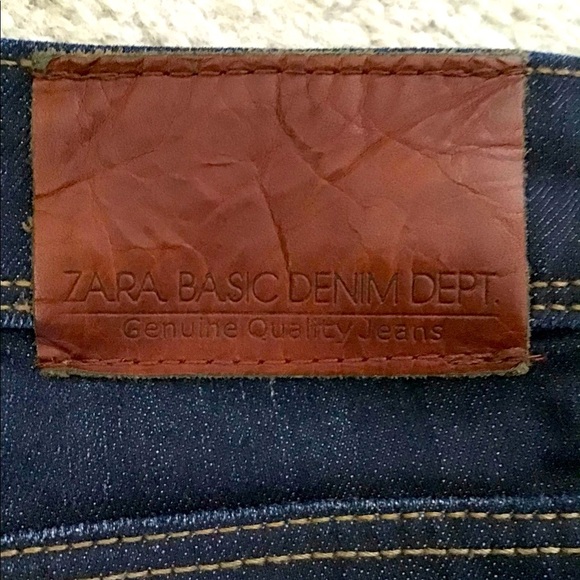 ZARA BASIC DENIM DEPT.
Genuine Quality Jeans